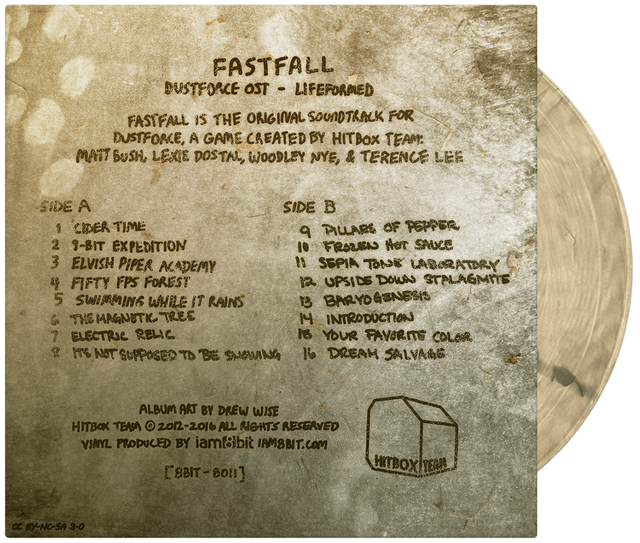 FASTFALL
DUSTFORCE OST - LIFEFORMED
FASTFALL IS THE ORIGINAL SOUNDTRACK FOR
DUSTFORCE, A GAME CREATED BY HITBOX TEAM:
MATT BUSH, LEXIE DOSTAL, WOODLEY NYE, & TERENCE LEE
SIDE A
1 CIDER TIME
2 8-BIT EXPEDITION
3 ELVISH PIPER ACADEMY
4 FIFTY FPS FOREST
5 SWIMMING WHILE IT RAINS
6 THE MAGNETIC TREE
7 ELECTRIC RELIC
8 IT'S NOT SUPPOSED TO BE SNOWING
SIDE B
9 PILLARS OF PEPPER
10 FROZEN HOT SAUCE
11 SEPIA TONE LABORATORY
12 UPSIDE DOWN STALAGMITE
13 BARYOGENESIS
14 INTRODUCTION
15 YOUR FAVORITE COLOR
16 DREAM SALVAGE
ALBUM ART BY DREW WISE
HITBOX TEAM © 2012-2016 ALL RIGHTS RESERVED
VINYL PRODUCED BY iam8bit IAM8BIT.COM
[8BIT-8011]
HITBOX TEAM
CC BY-NC-SA 3.0